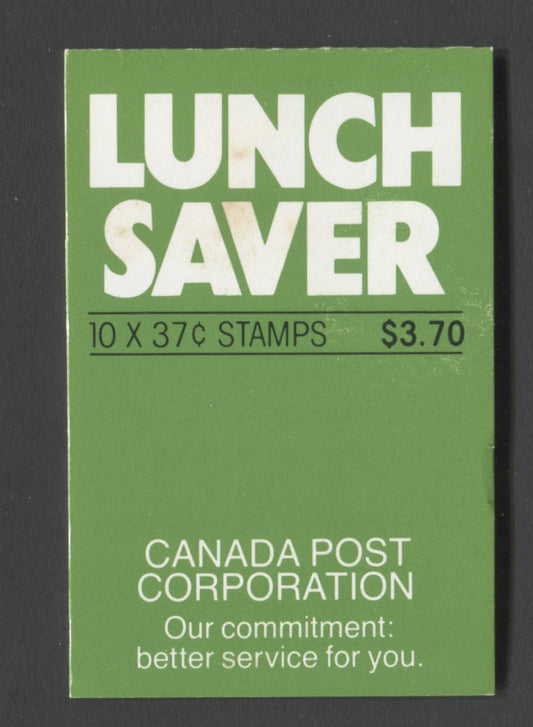 LUNCH
SAVER
10 X 37¢ STAMPS $3.70
CANADA POST
CORPORATION
Our commitment:
better service for you.